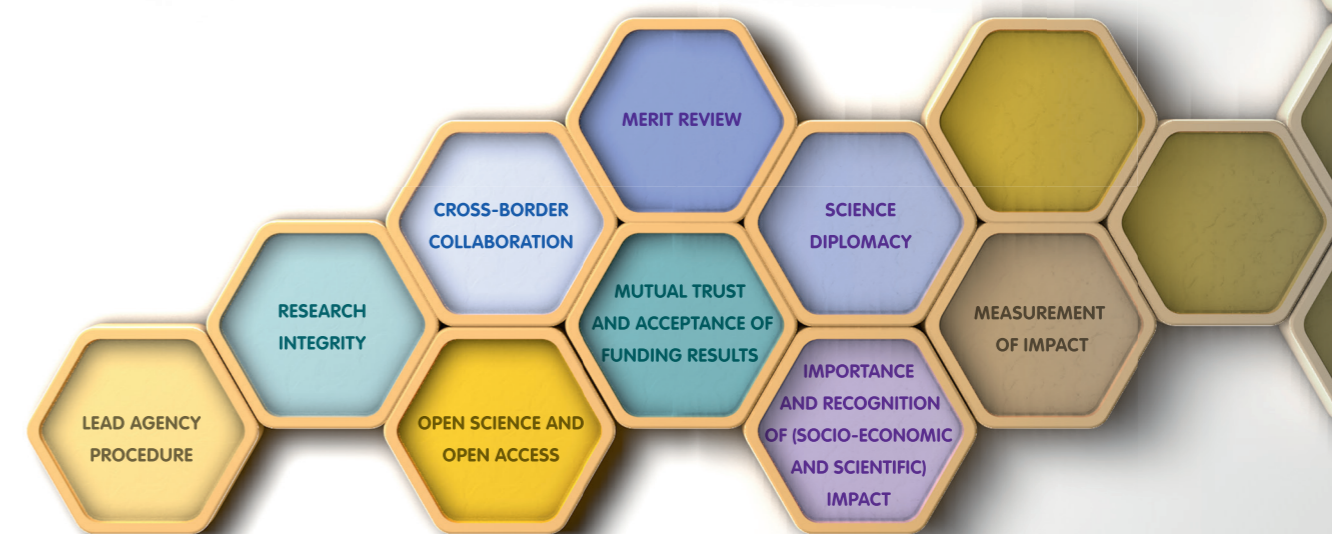 MERIT REVIEW
CROSS-BORDER
COLLABORATION
SCIENCE
DIPLOMACY
RESEARCH
INTEGRITY
MUTUAL TRUST
AND ACCEPTANCE OF
FUNDING RESULTS
MEASUREMENT
OF IMPACT
LEAD AGENCY
PROCEDURE
OPEN SCIENCE AND
OPEN ACCESS
IMPORTANCE
AND RECOGNITION
OF (SOCIO-ECONOMIC
AND SCIENTIFIC)
IMPACT